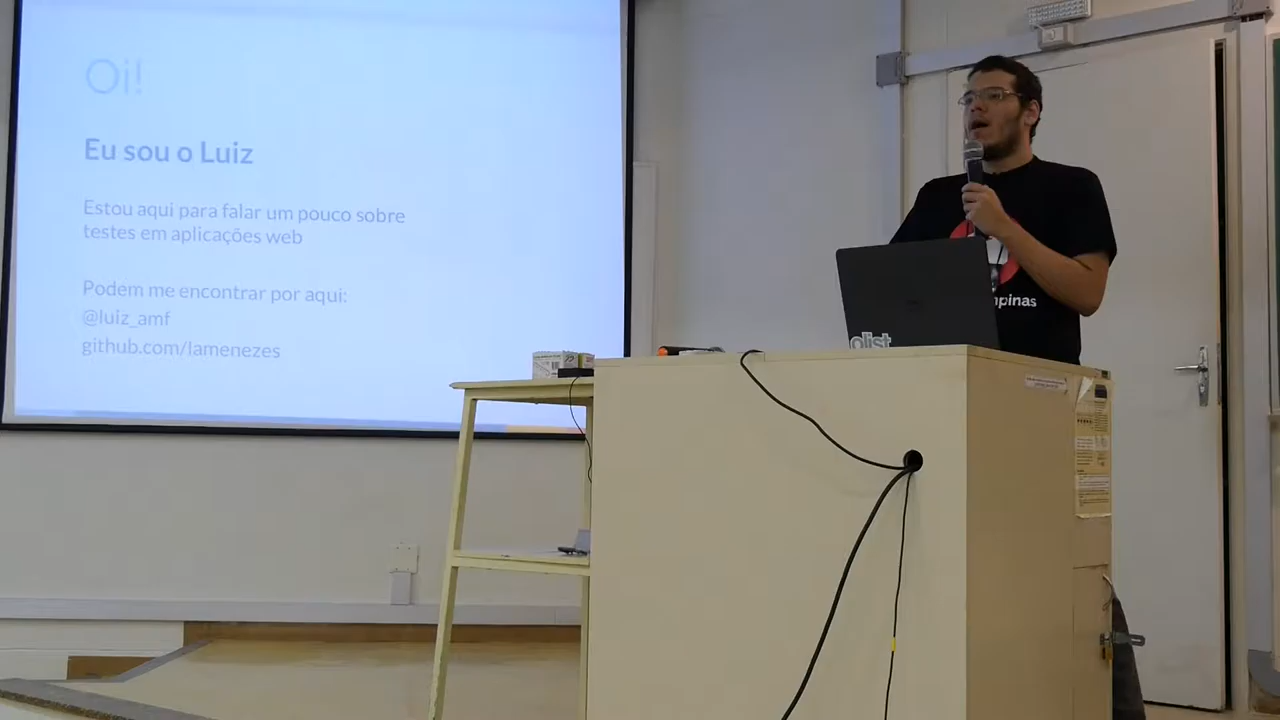 Oi!
Eu sou o Luiz
Estou aqui para falar um pouco sobre
testes em aplicações web
Podem me encontrar por aqui:
@luiz_amf
github.com/lamenezes
olist
mpinas